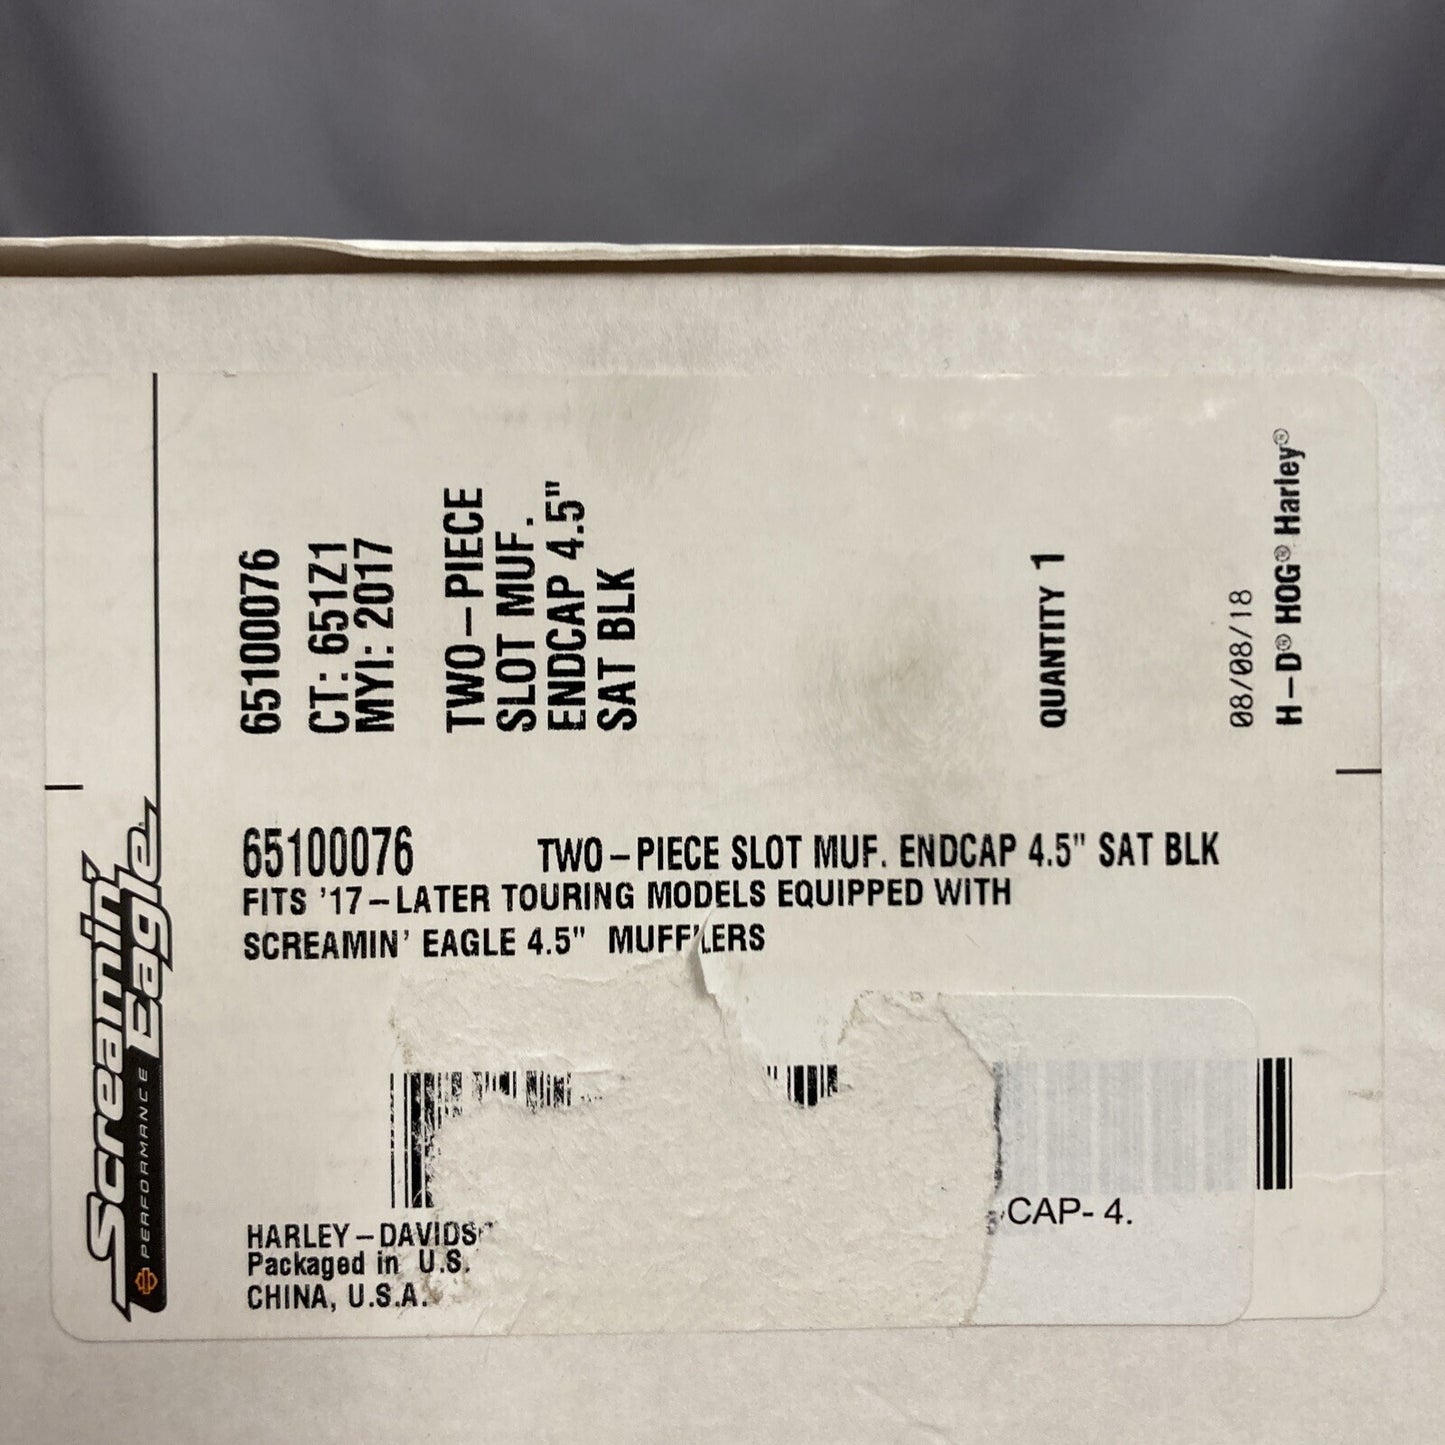 Screamin'
Eagle
PERFORMANCE
65100076
CT: 651Z1
MYI: 2017
TWO-PIECE
SLOT MUF.
ENDCAP 4.5"
SAT BLK
QUANTITY 1
08/08/18
H-D® HOG® Harley®
65100076 TWO-PIECE SLOT MUF. ENDCAP 4.5" SAT BLK
FITS '17-LATER TOURING MODELS EQUIPPED WITH
SCREAMIN' EAGLE 4.5" MUFFLERS
CAP- 4.
HARLEY-DAVIDS
Packaged in U.S.
CHINA, U.S.A.